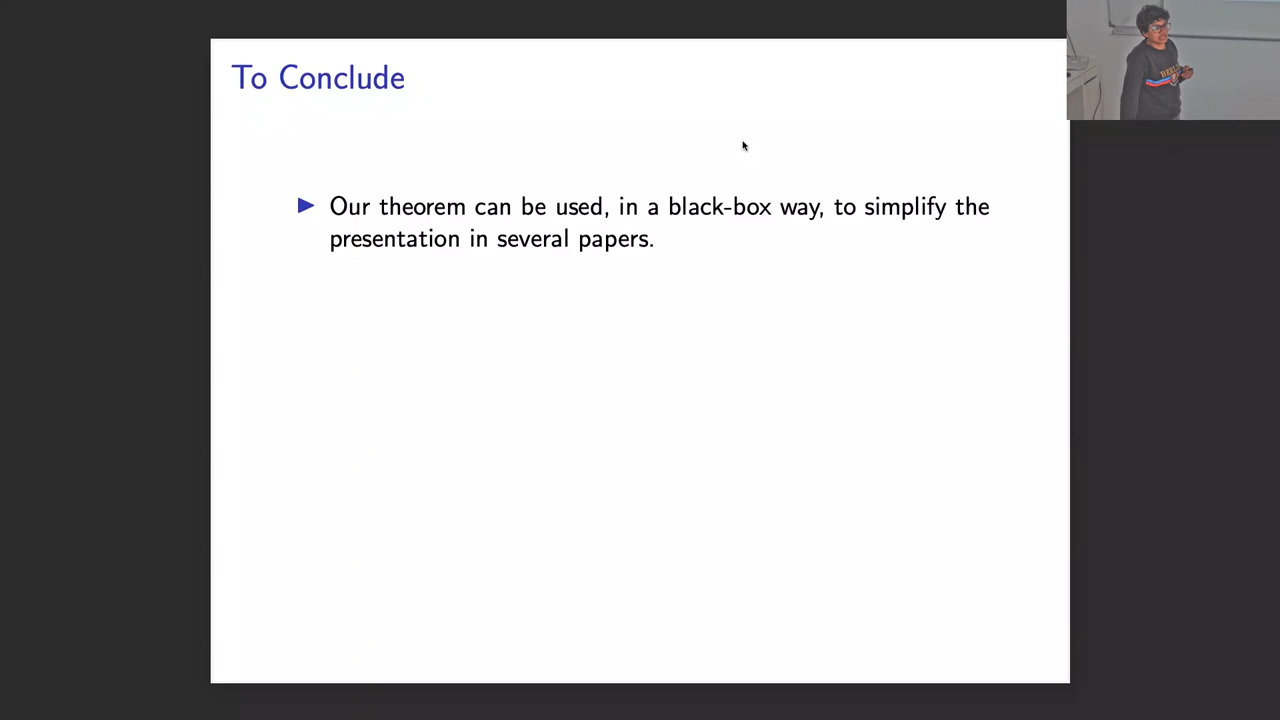 To Conclude
▶ Our theorem can be used, in a black-box way, to simplify the
presentation in several papers.